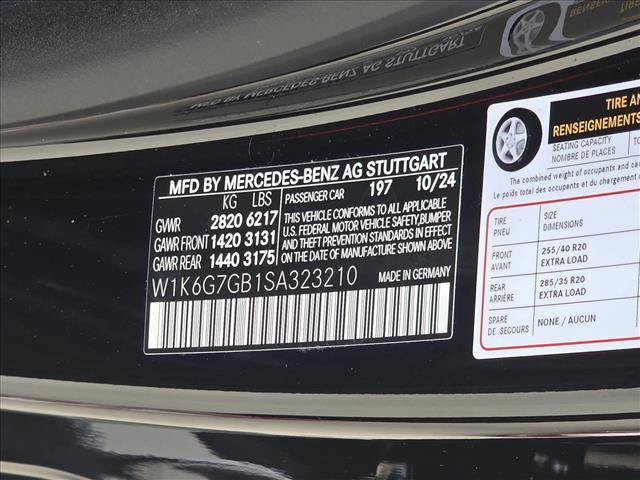 MFD BY MERCEDES-BENZ AG STUTTGART
KG LBS PASSENGER CAR 197 10/24
GVWR 2820 6217
GAWR FRONT 1420 3131
GAWR REAR 1440 3175
THIS VEHICLE CONFORMS TO ALL APPLICABLE
U.S. FEDERAL MOTOR VEHICLE SAFETY,BUMPER
AND THEFT PREVENTION STANDARDS IN EFFECT
ON THE DATE OF MANUFACTURE SHOWN ABOVE.
W1K6G7GB1SA323210 MADE IN GERMANY
TIRE AN
RENSEIGNEMENTS
SEATING CAPACITY TO
NOMBRE DE PLACES
The combined weight of occupants and c
Le poids total des occupants et du chargement
TIRE SIZE
PNEU DIMENSIONS
FRONT 255/40 R20
AVANT EXTRA LOAD
REAR 285/35 R20
ARRIÈRE EXTRA LOAD
SPARE NONE / AUCUN
DE SECOURS